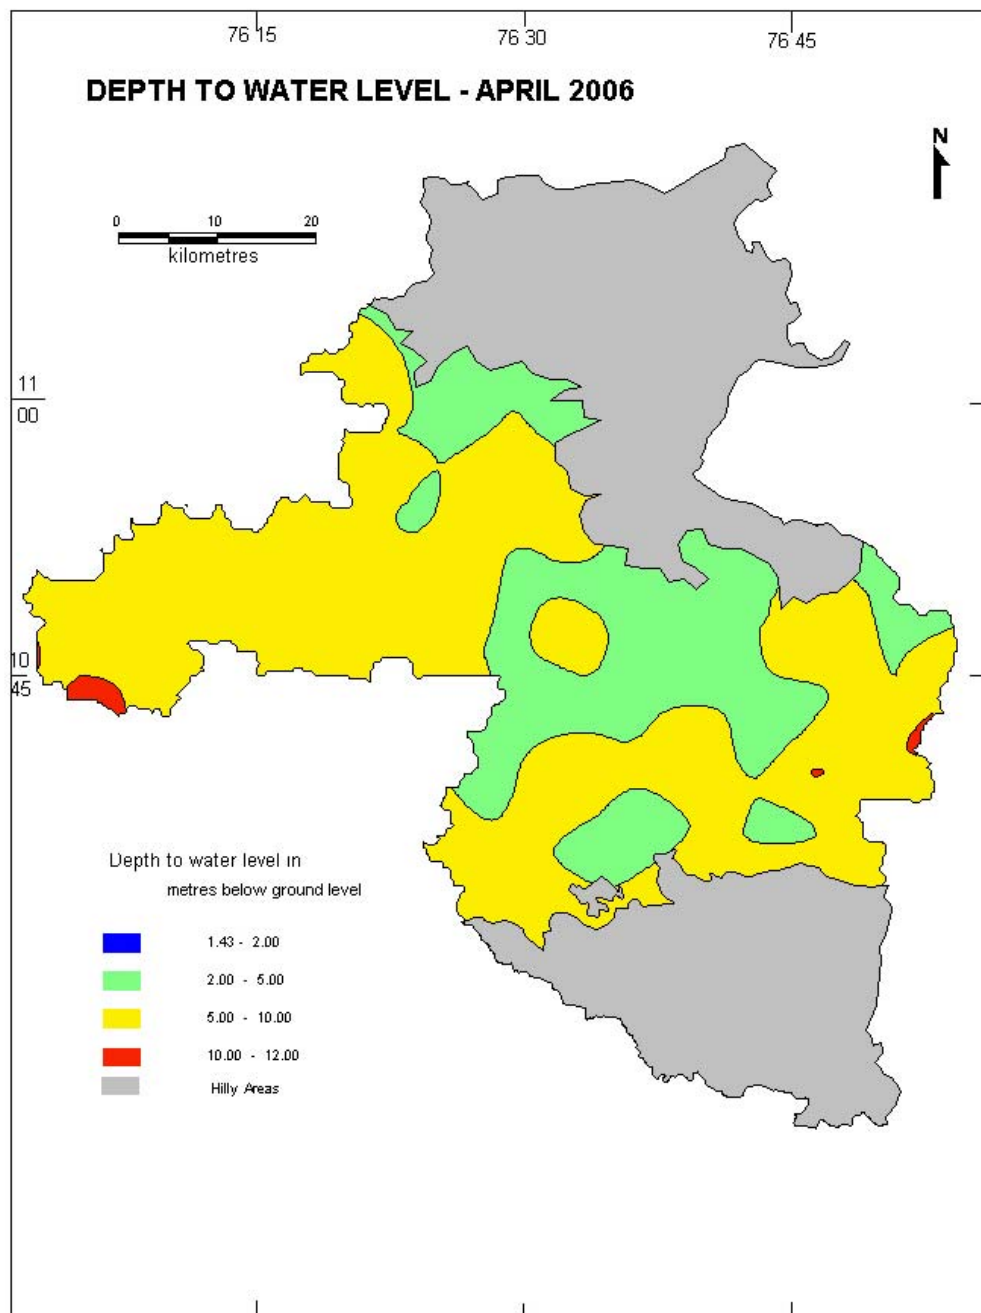 76 15
76 30
76 45
DEPTH TO WATER LEVEL - APRIL 2006
N
0 10 20
kilometres
11
00
10
45
Depth to water level in
metres below ground level
1.43 - 2.00
2.00 - 5.00
5.00 - 10.00
10.00 - 12.00
Hilly Areas